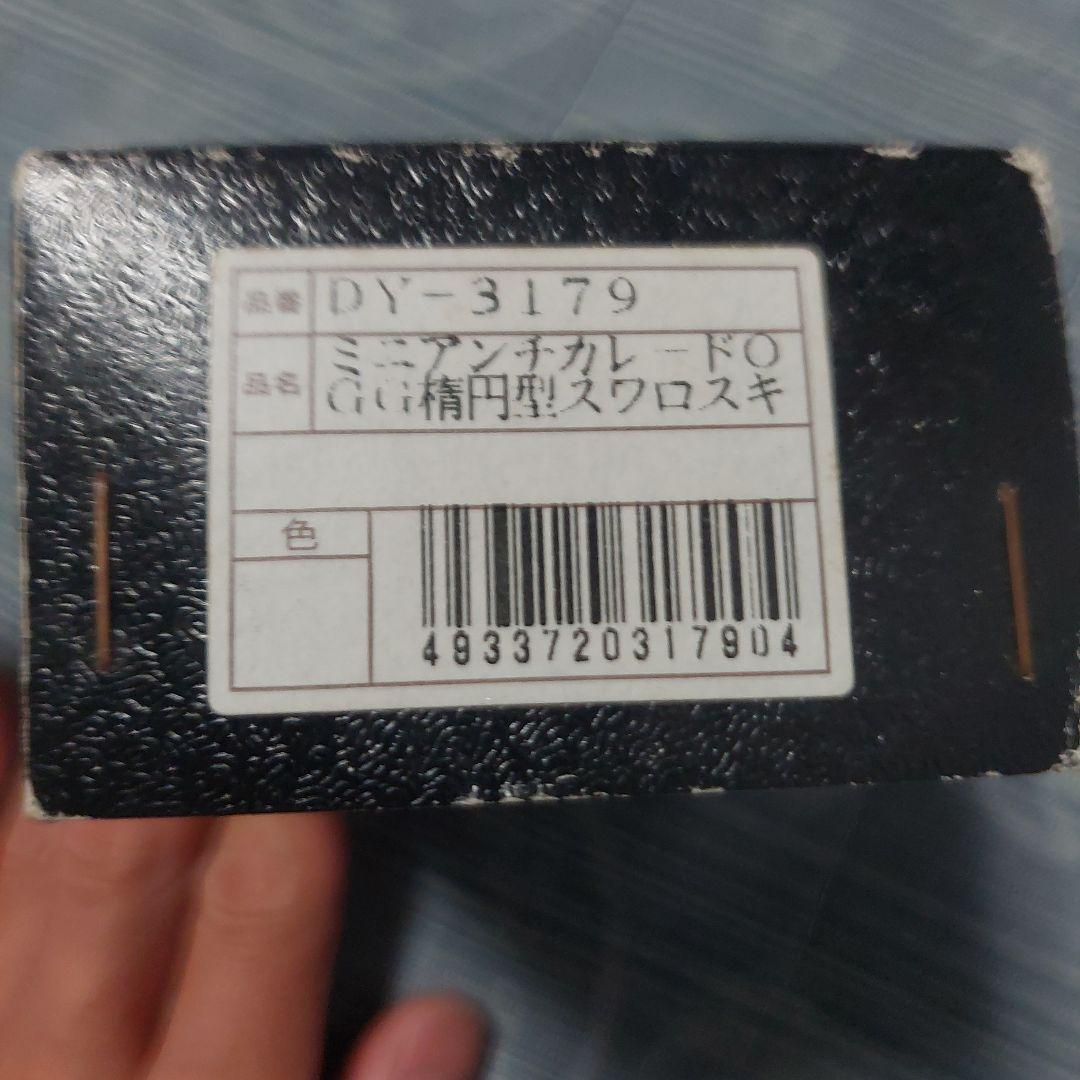 品番 DY-3179
品名 ミニアンチカレードO
GG楕円型スワロスキ
色
4933720317904